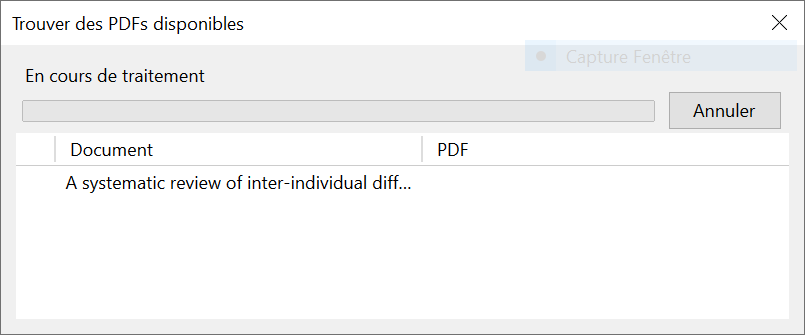 Trouver des PDFs disponibles
Capture Fenêtre
En cours de traitement
Annuler
Document PDF
A systematic review of inter-individual diff...